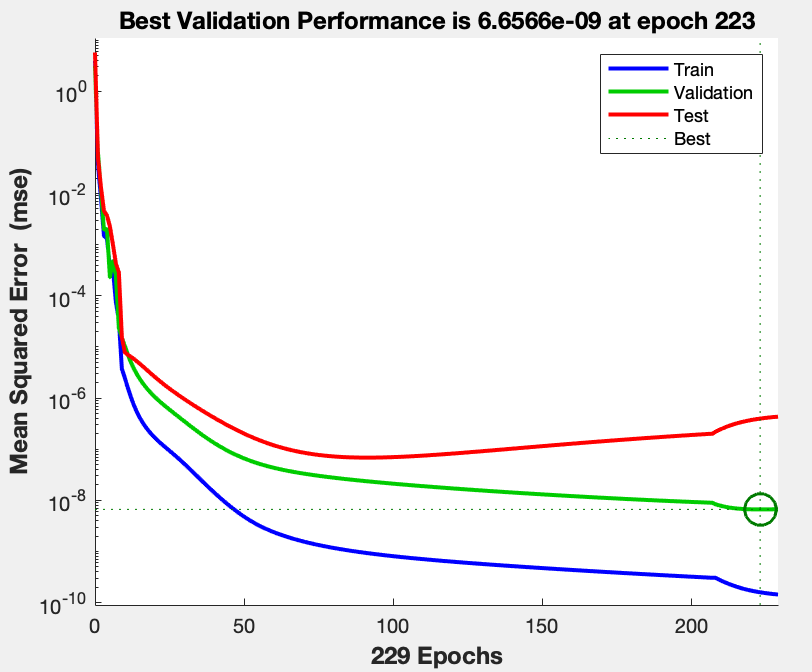 Best Validation Performance is 6.6566e-09 at epoch 223
Train
Validation
Test
Best
Mean Squared Error (mse)
10^0
10^-2
10^-4
10^-6
10^-8
10^-10
0
50
100
150
200
229 Epochs